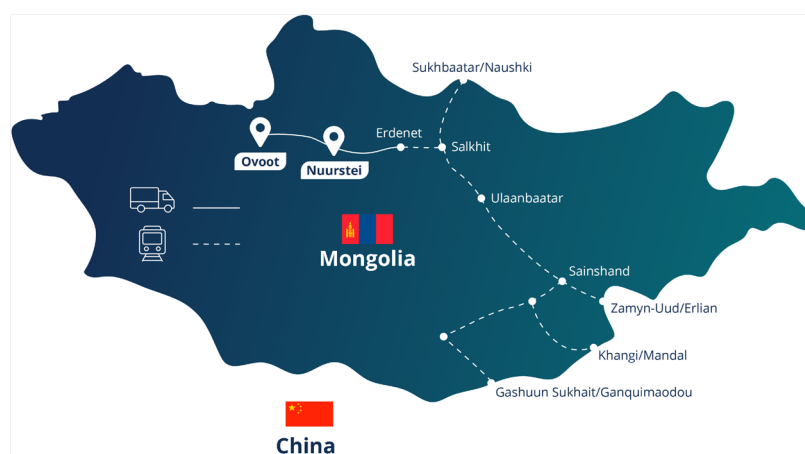 Sukhbaatar/Naushki
Erdenet
Salkhit
Ovoot
Nuurstei
Ulaanbaatar
Mongolia
Sainshand
Zamyn-Uud/Erlian
Khangi/Mandal
Gashuun Sukhait/Ganquimaodou
China